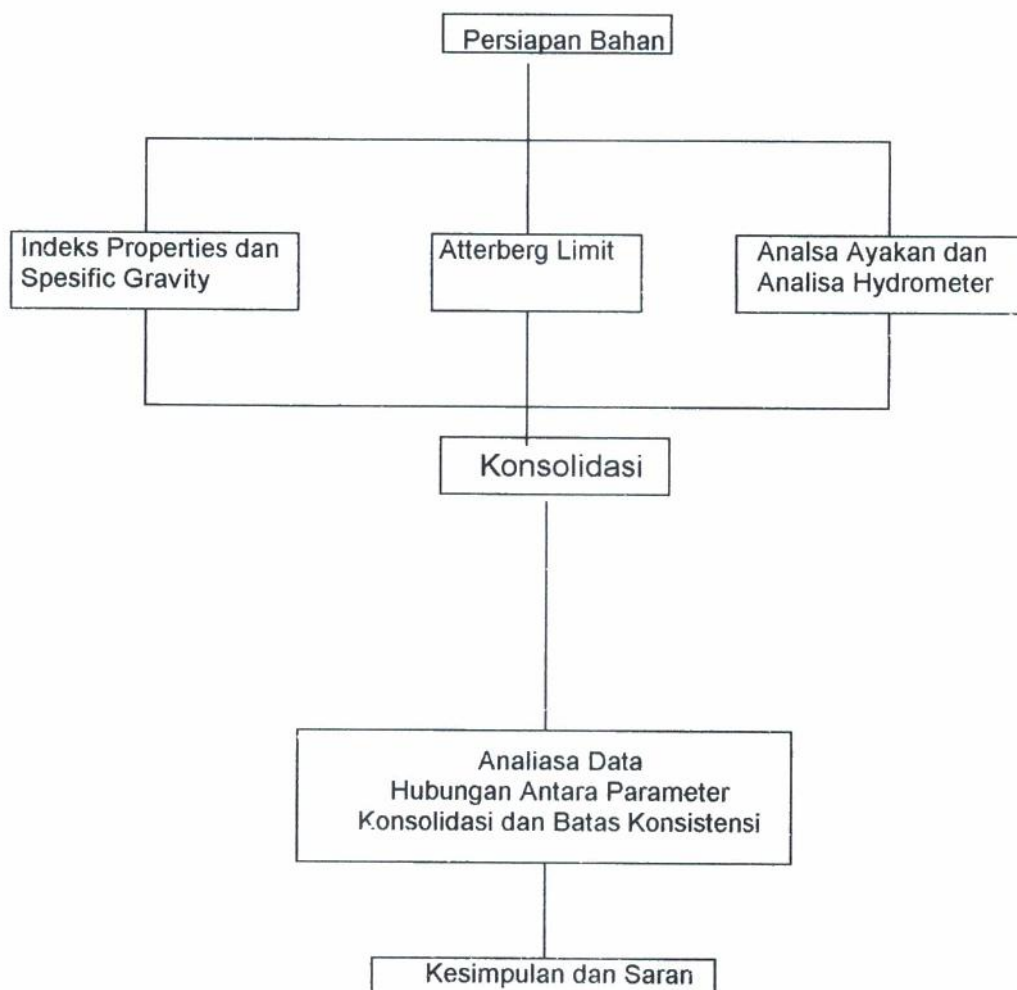 Persiapan Bahan
Indeks Properties dan
Spesific Gravity
Atterberg Limit
Analsa Ayakan dan
Analisa Hydrometer
Konsolidasi
Analiasa Data
Hubungan Antara Parameter
Konsolidasi dan Batas Konsistensi
Kesimpulan dan Saran